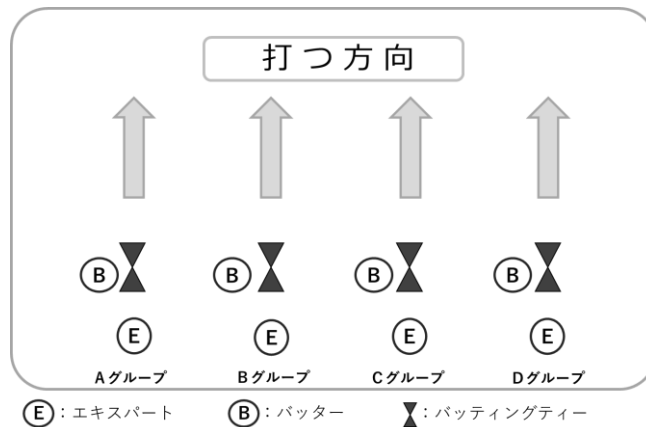 打つ方向
B B B B
E E E E
Aグループ Bグループ Cグループ Dグループ
E：エキスパート B：バッター ：バッティングティー